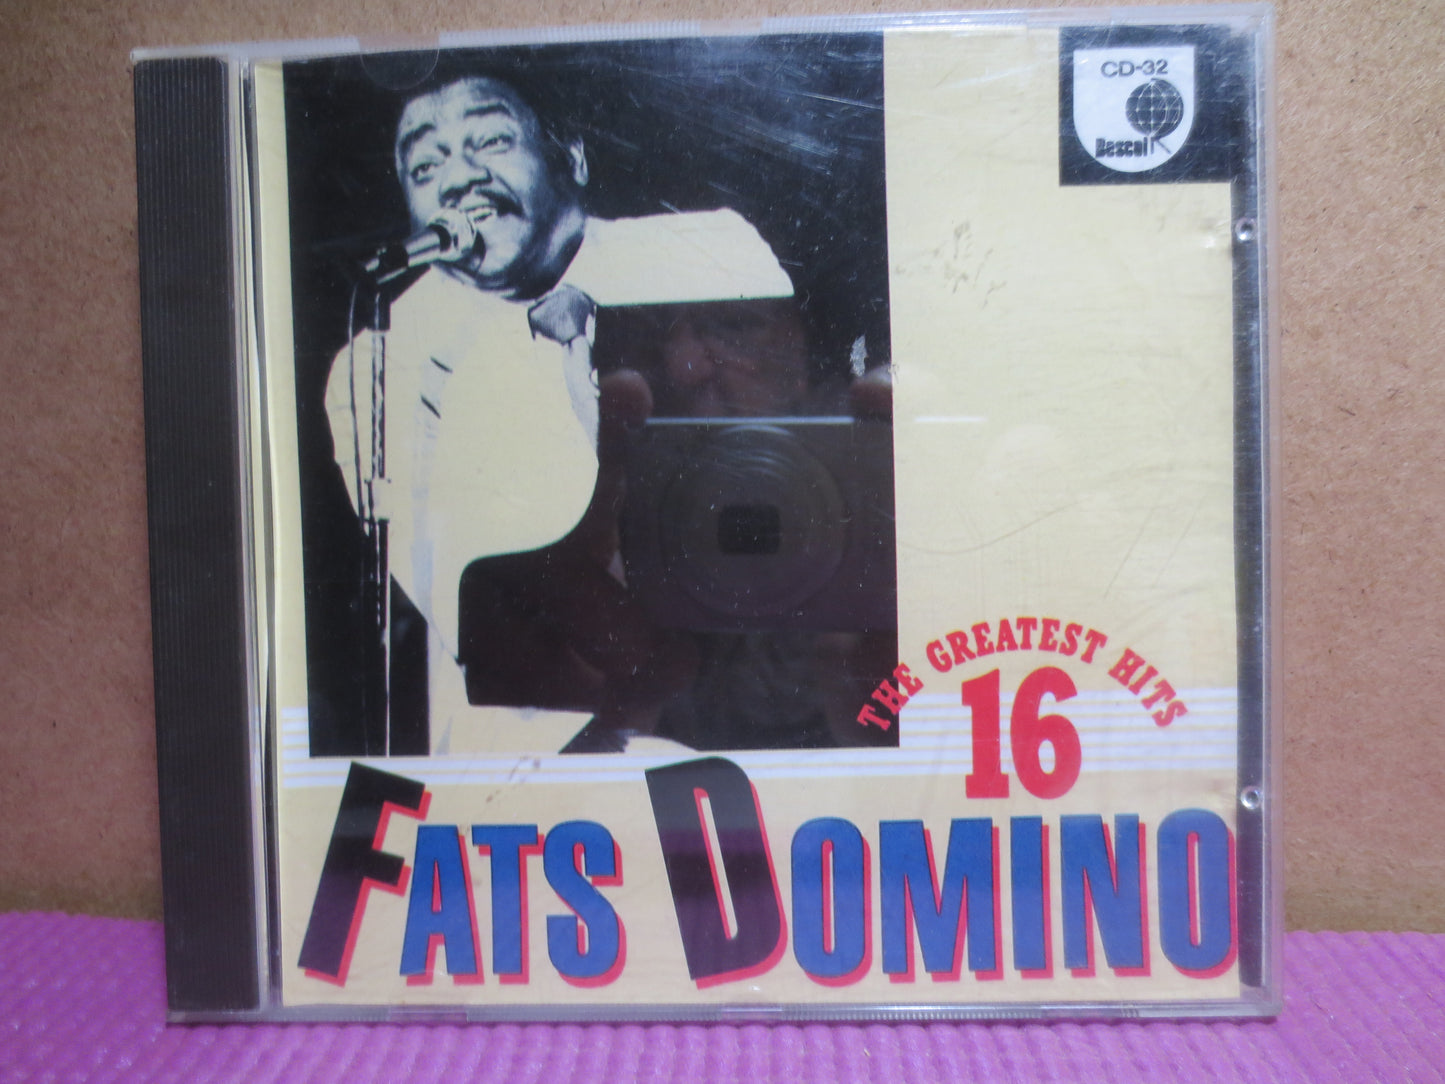 CD-32
Bescol
THE GREATEST HITS
16
FATS DOMINO